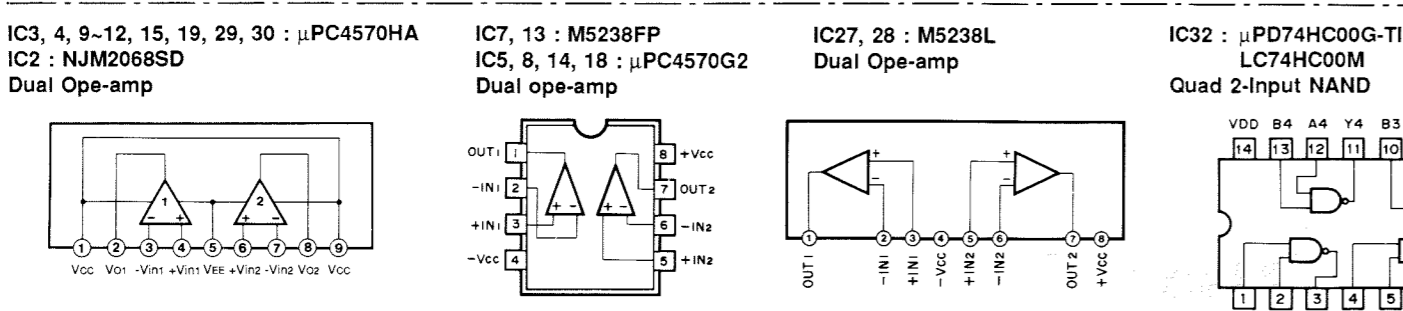 IC3, 4, 9~12, 15, 19, 29, 30 : µPC4570HA
IC2 : NJM2068SD
Dual Ope-amp
1 2
− + + −
1 2 3 4 5 6 7 8 9
Vcc Vo1 -Vin1 +Vin1 VEE +Vin2 -Vin2 Vo2 Vcc
IC7, 13 : M5238FP
IC5, 8, 14, 18 : µPC4570G2
Dual ope-amp
OUT1 1 8 +Vcc
-IN1 2 7 OUT2
+IN1 3 6 -IN2
-Vcc 4 5 +IN2
+ − + −
IC27, 28 : M5238L
Dual Ope-amp
+ +
− −
1 2 3 4 5 6 7 8
OUT1 -IN1 +IN1 -Vcc +IN2 -IN2 OUT2 +Vcc
IC32 : µPD74HC00G-TI
LC74HC00M
Quad 2-Input NAND
VDD B4 A4 Y4 B3
14 13 12 11 10
1 2 3 4 5